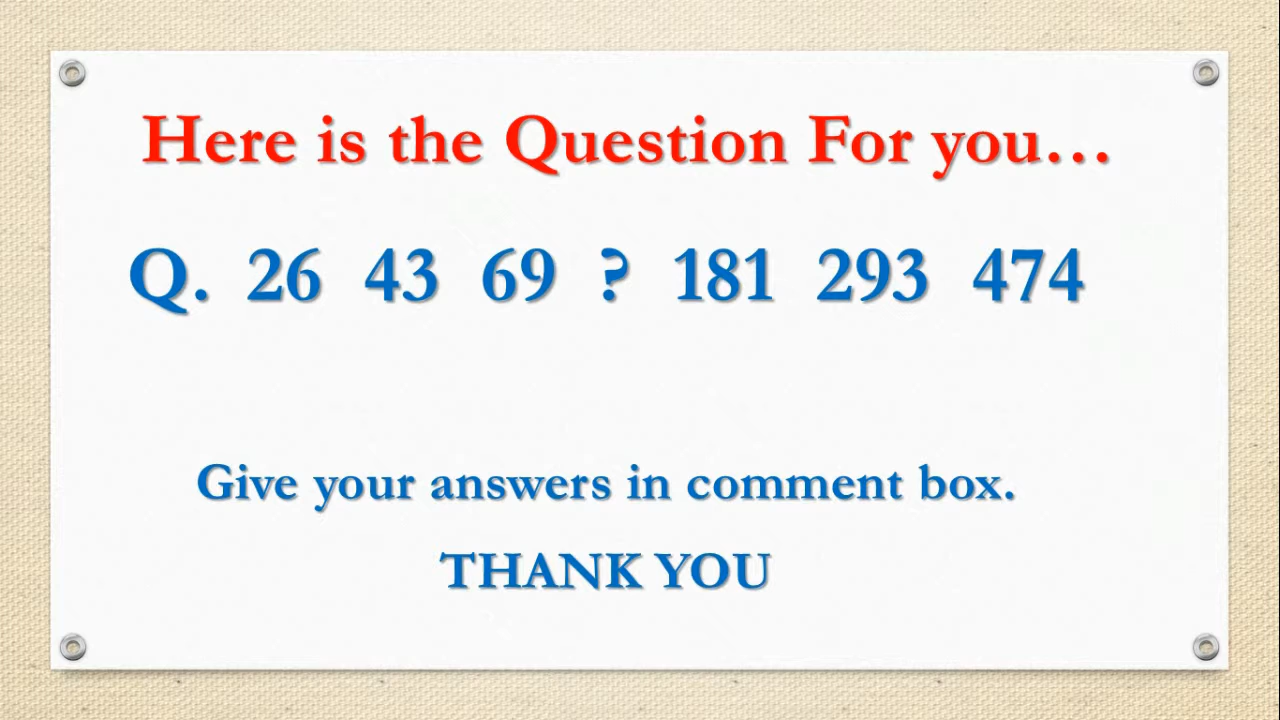 Here is the Question For you...
Q. 26 43 69 ? 181 293 474
Give your answers in comment box.
THANK YOU